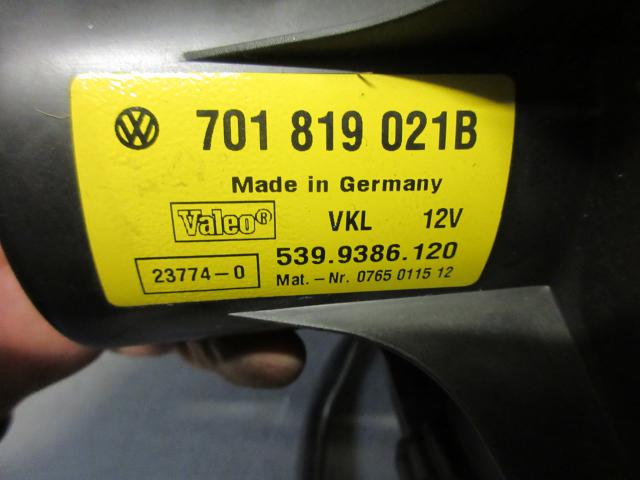 701 819 021B
Made in Germany
Valeo® VKL 12V
539.9386.120
23774-0
Mat.-Nr. 0765 0115 12